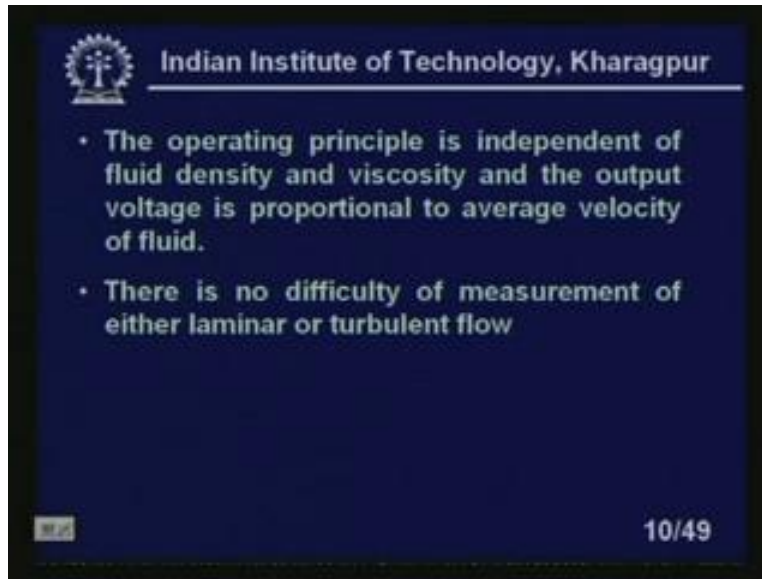 Indian Institute of Technology, Kharagpur
• The operating principle is independent of
fluid density and viscosity and the output
voltage is proportional to average velocity
of fluid.
• There is no difficulty of measurement of
either laminar or turbulent flow
10/49